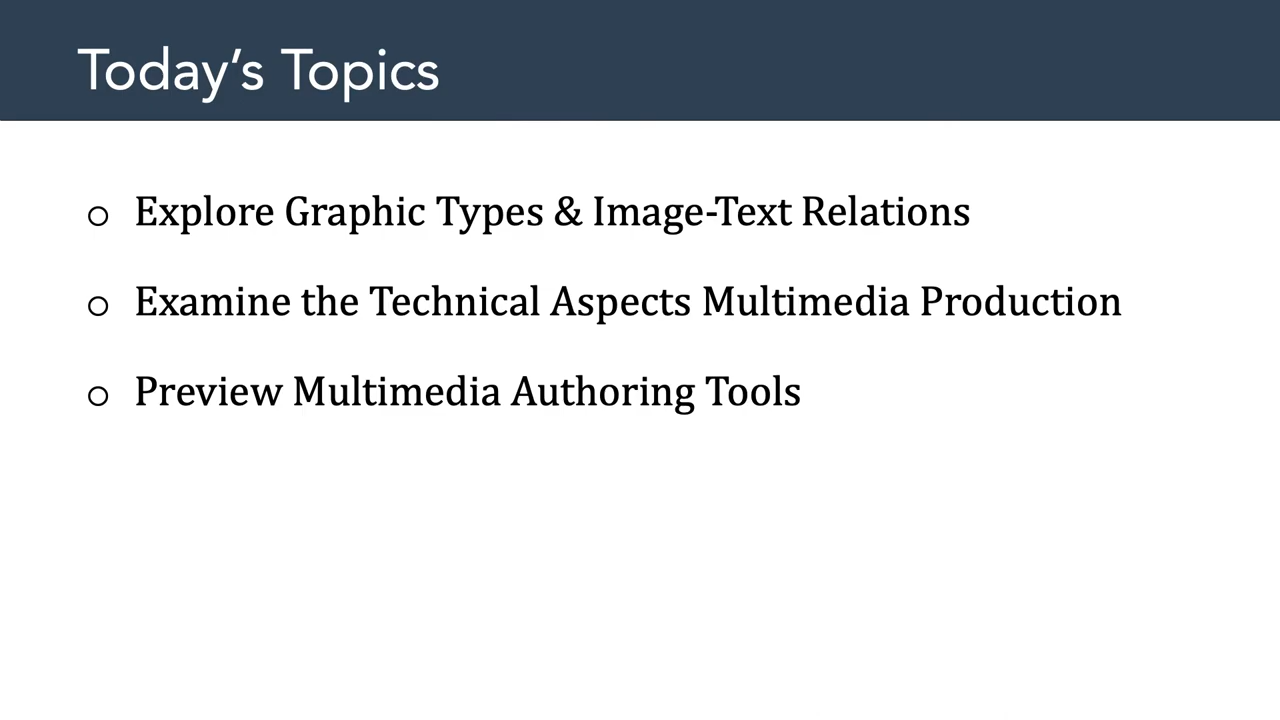 Today’s Topics
Explore Graphic Types & Image-Text Relations
Examine the Technical Aspects Multimedia Production
Preview Multimedia Authoring Tools